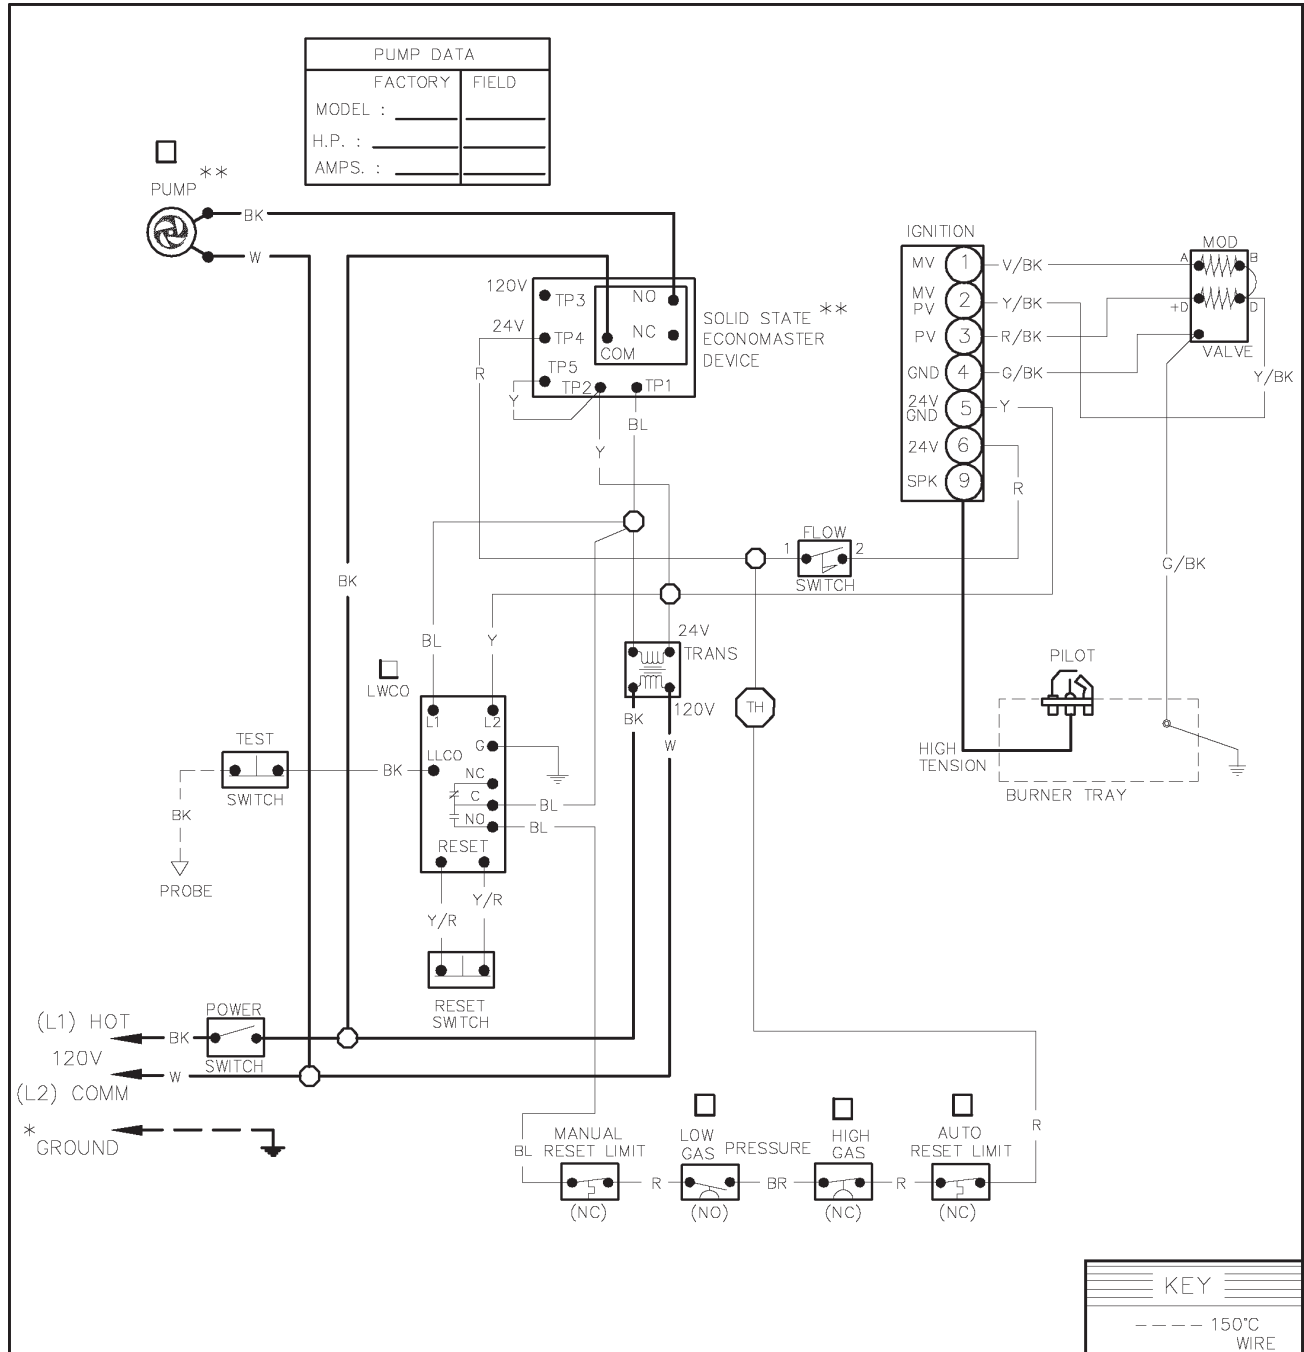 PUMP DATA
FACTORY FIELD
MODEL :
H.P. :
AMPS. :
**
PUMP
BK
W
IGNITION
MV 1 V/BK
MV
PV 2 Y/BK
PV 3 R/BK
GND 4 G/BK
24V
GND 5 Y
24V 6
SPK 9
R
MOD
A B
+D D
VALVE
Y/BK
G/BK
120V TP3
24V TP4
TP5
TP2 TP1
NO
NC
COM
SOLID STATE **
ECONOMASTER
DEVICE
R
Y
BL
Y
FLOW
1 2
SWITCH
BK
BL
Y
24V
TRANS
120V
BK
W
TH
LWCO
L1 L2
G
LLCO
NC
C
NO
RESET
BK
BL
BL
TEST
SWITCH
BK
PROBE
Y/R
Y/R
RESET
SWITCH
PILOT
HIGH
TENSION
BURNER TRAY
(L1) HOT
BK
POWER
SWITCH
120V
W
(L2) COMM
*
GROUND
BL
MANUAL
RESET LIMIT
(NC)
R
LOW
GAS
PRESSURE
(NO)
BR
HIGH
GAS
(NC)
R
AUTO
RESET LIMIT
(NC)
R
KEY
---- 150°C
WIRE